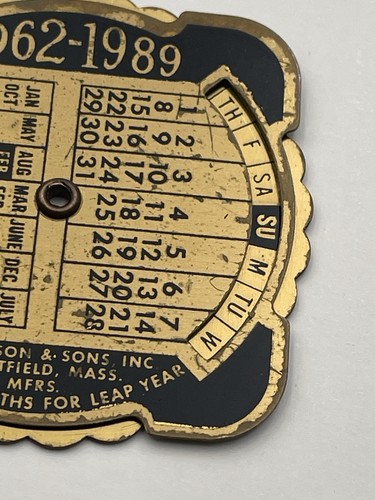 962-1989
TH F SA SU M TU W
29 22 15 8 1
30 23 16 9 2
31 24 17 10 3
25 18 11 4
26 19 12 5
27 20 13 6
28 21 14 7
JAN MAY AUG MAR JUNE DEC JULY
OCT FEB
SON & SONS, INC.
TFIELD, MASS.
MFRS.
THS FOR LEAP YEAR